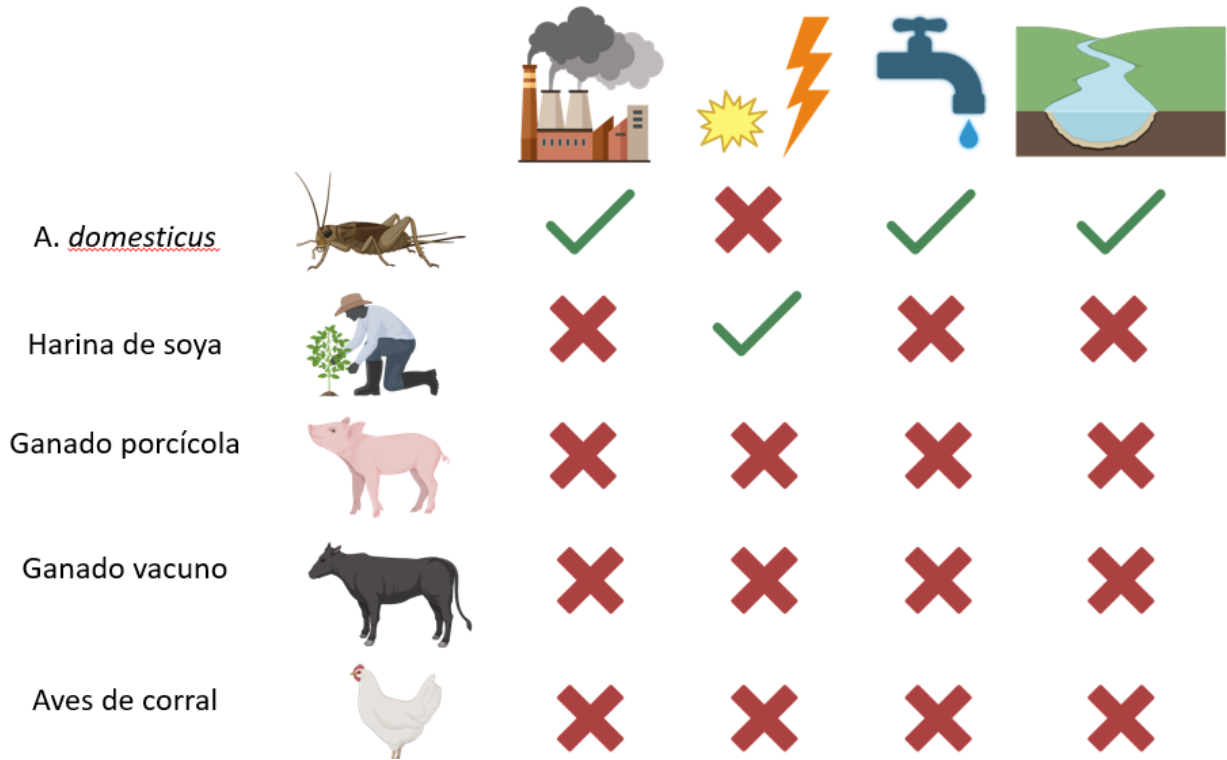 A. domesticus
Harina de soya
Ganado porcícola
Ganado vacuno
Aves de corral